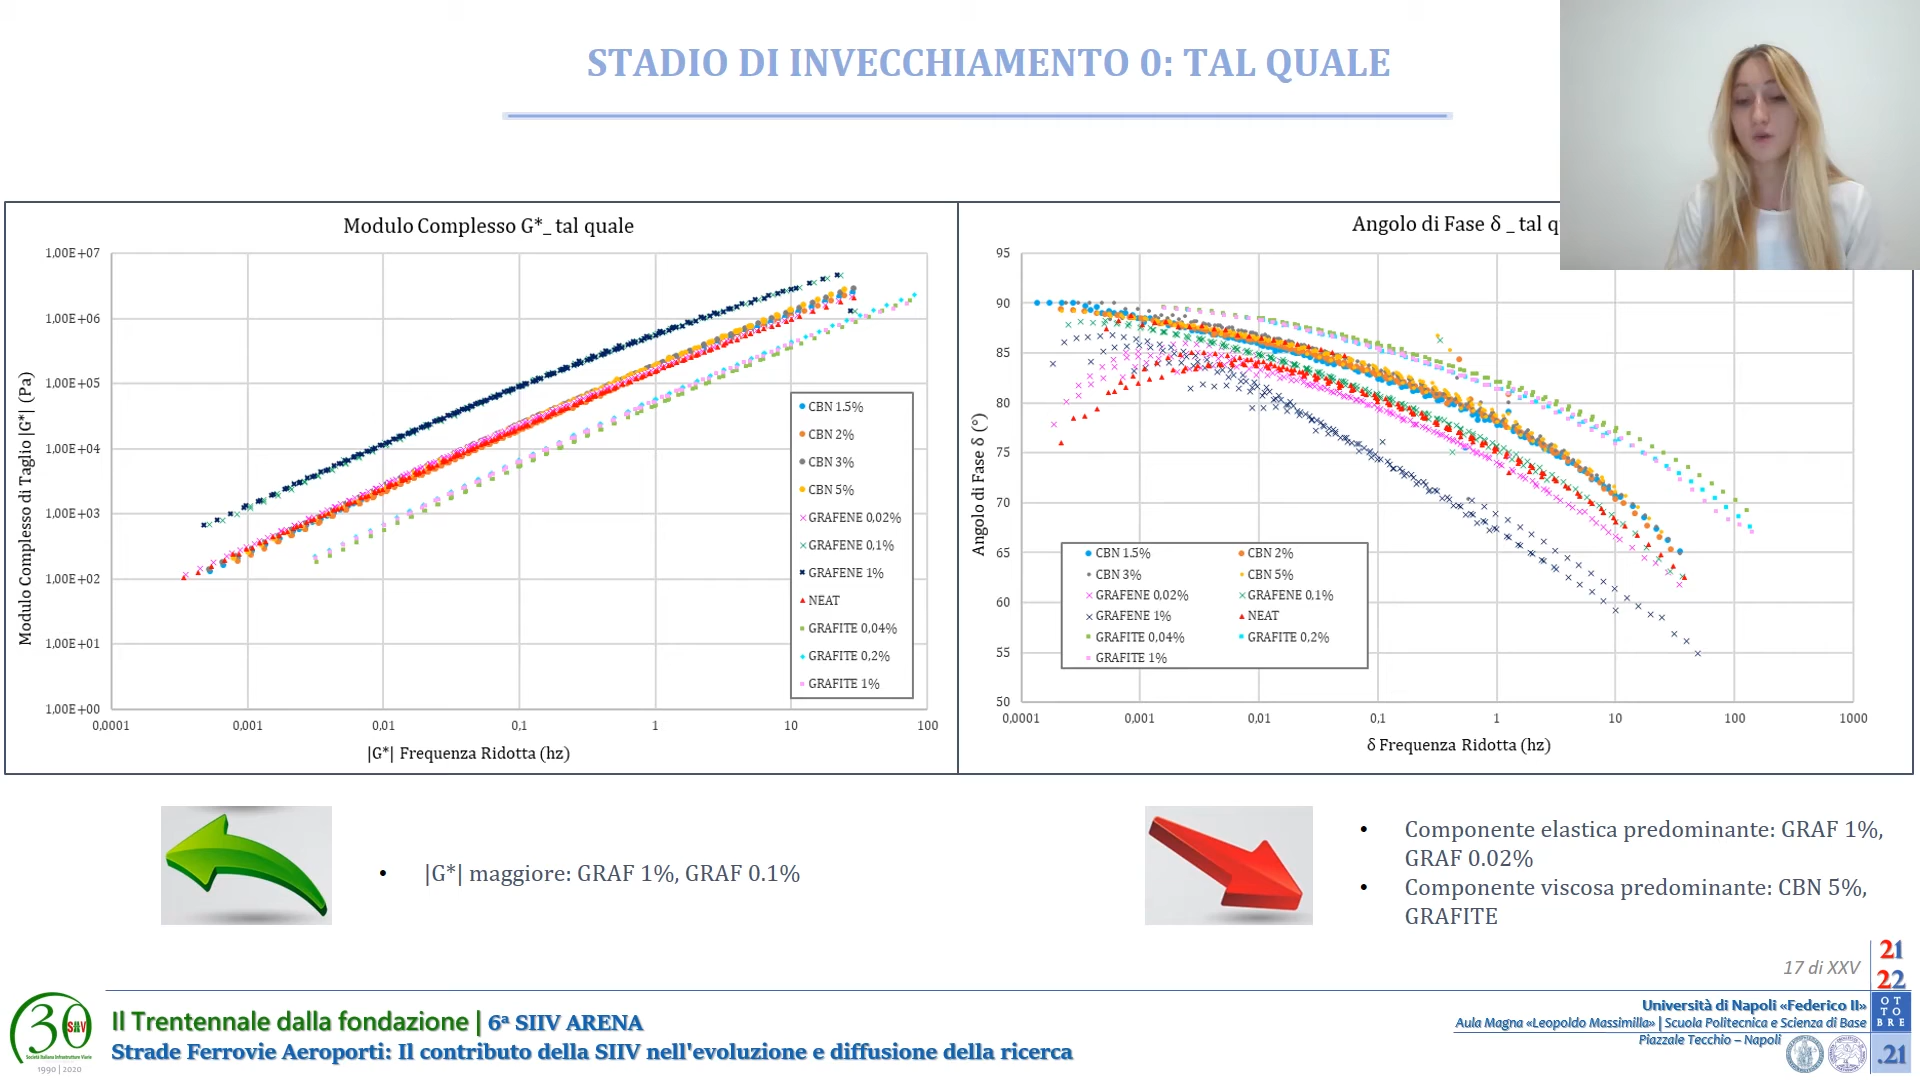 STADIO DI INVECCHIAMENTO 0: TAL QUALE
Modulo Complesso G*_ tal quale
1,00E+07
1,00E+06
1,00E+05
1,00E+04
1,00E+03
1,00E+02
1,00E+01
1,00E+00
Modulo Complesso di Taglio |G*| (Pa)
0,0001 0,001 0,01 0,1 1 10 100
|G*| Frequenza Ridotta (hz)
CBN 1.5%
CBN 2%
CBN 3%
CBN 5%
GRAFENE 0,02%
GRAFENE 0,1%
GRAFENE 1%
NEAT
GRAFITE 0,04%
GRAFITE 0,2%
GRAFITE 1%
Angolo di Fase δ _ tal q
95
90
85
80
75
70
65
60
55
50
Angolo di Fase δ (°)
0,0001 0,001 0,01 0,1 1 10 100 1000
δ Frequenza Ridotta (hz)
CBN 1.5% CBN 2%
CBN 3% CBN 5%
GRAFENE 0,02% GRAFENE 0,1%
GRAFENE 1% NEAT
GRAFITE 0,04% GRAFITE 0,2%
GRAFITE 1%
• |G*| maggiore: GRAF 1%, GRAF 0.1%
• Componente elastica predominante: GRAF 1%,
GRAF 0.02%
• Componente viscosa predominante: CBN 5%,
GRAFITE
17 di XXV
30 SIIV
Società Italiana Infrastrutture Viarie
1990 | 2020
Il Trentennale dalla fondazione | 6ª SIIV ARENA
Strade Ferrovie Aeroporti: Il contributo della SIIV nell'evoluzione e diffusione della ricerca
Università di Napoli «Federico II»
Aula Magna «Leopoldo Massimilla» | Scuola Politecnica e Scienza di Base
Piazzale Tecchio – Napoli
21
22
OT
TO
BRE
.21